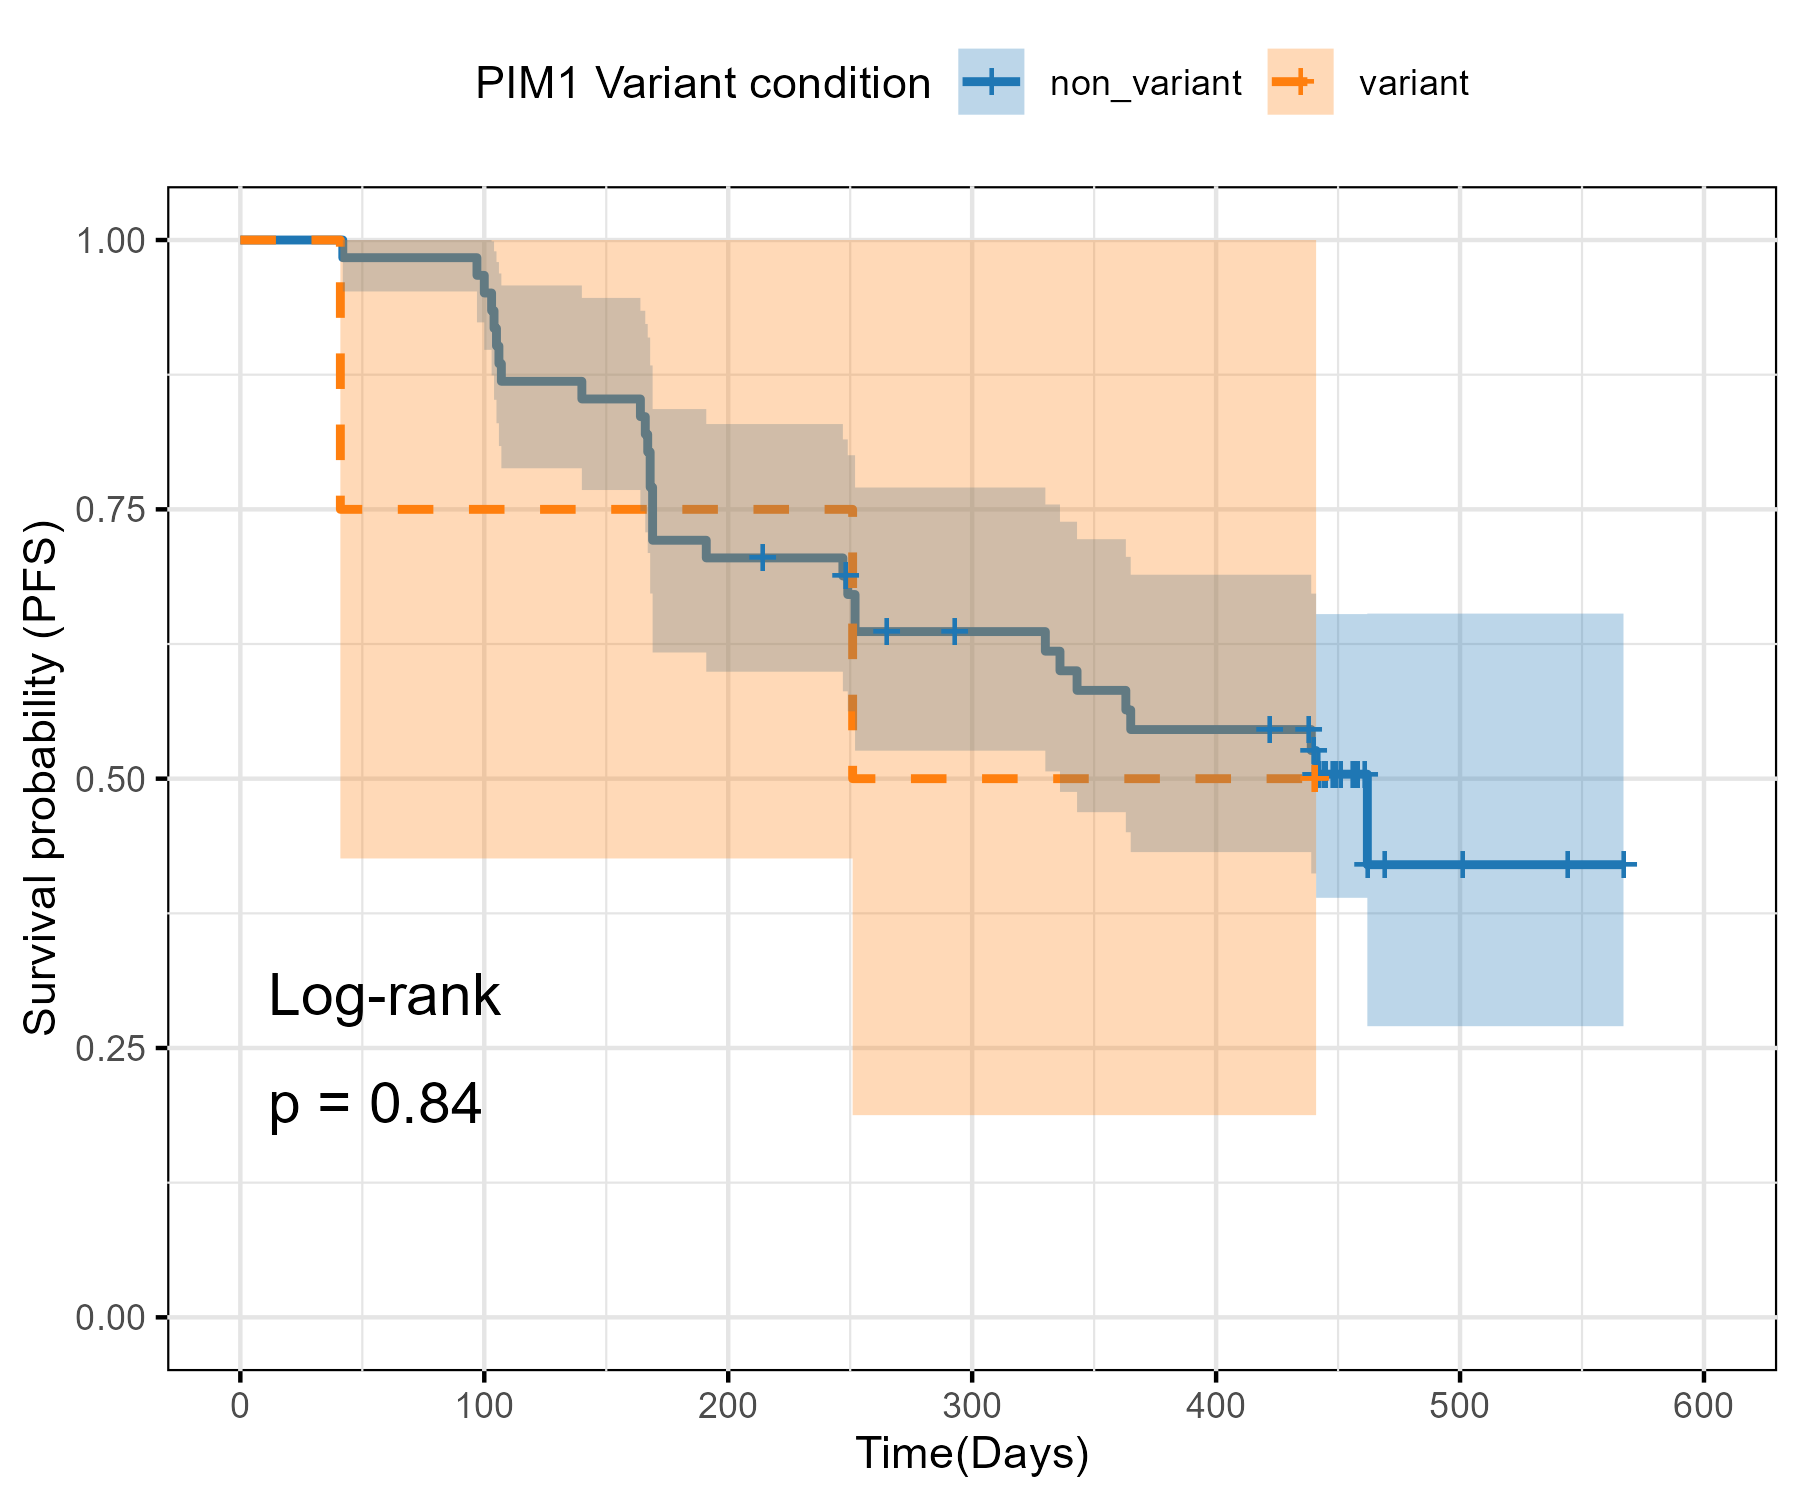 PIM1 Variant condition non_variant variant
1.00
0.75
0.50
0.25
0.00
Survival probability (PFS)
Log-rank
p = 0.84
0 100 200 300 400 500 600
Time(Days)